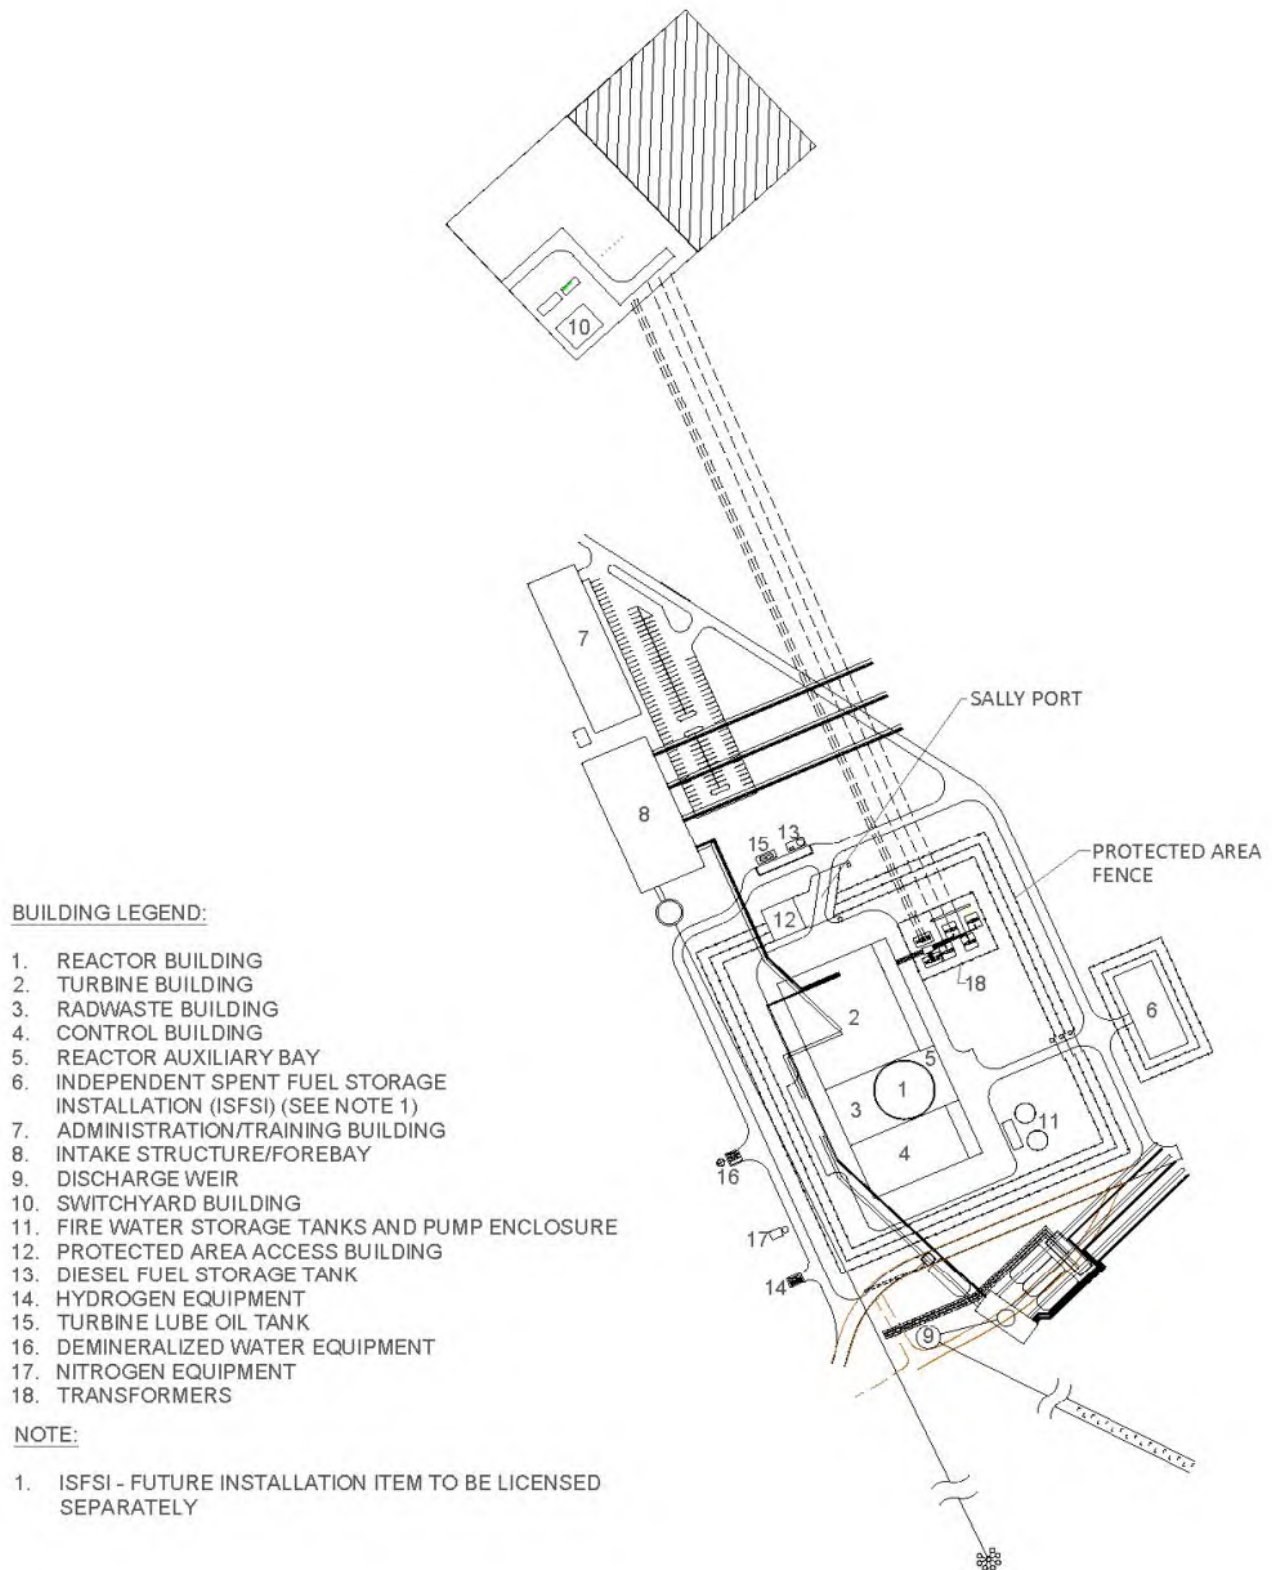 10
7
SALLY PORT
8
13
15
PROTECTED AREA
FENCE
12
18
6
2
5
1
3
11
4
16
17
14
9
BUILDING LEGEND:
1. REACTOR BUILDING
2. TURBINE BUILDING
3. RADWASTE BUILDING
4. CONTROL BUILDING
5. REACTOR AUXILIARY BAY
6. INDEPENDENT SPENT FUEL STORAGE
INSTALLATION (ISFSI) (SEE NOTE 1)
7. ADMINISTRATION/TRAINING BUILDING
8. INTAKE STRUCTURE/FOREBAY
9. DISCHARGE WEIR
10. SWITCHYARD BUILDING
11. FIRE WATER STORAGE TANKS AND PUMP ENCLOSURE
12. PROTECTED AREA ACCESS BUILDING
13. DIESEL FUEL STORAGE TANK
14. HYDROGEN EQUIPMENT
15. TURBINE LUBE OIL TANK
16. DEMINERALIZED WATER EQUIPMENT
17. NITROGEN EQUIPMENT
18. TRANSFORMERS
NOTE:
1. ISFSI - FUTURE INSTALLATION ITEM TO BE LICENSED
SEPARATELY